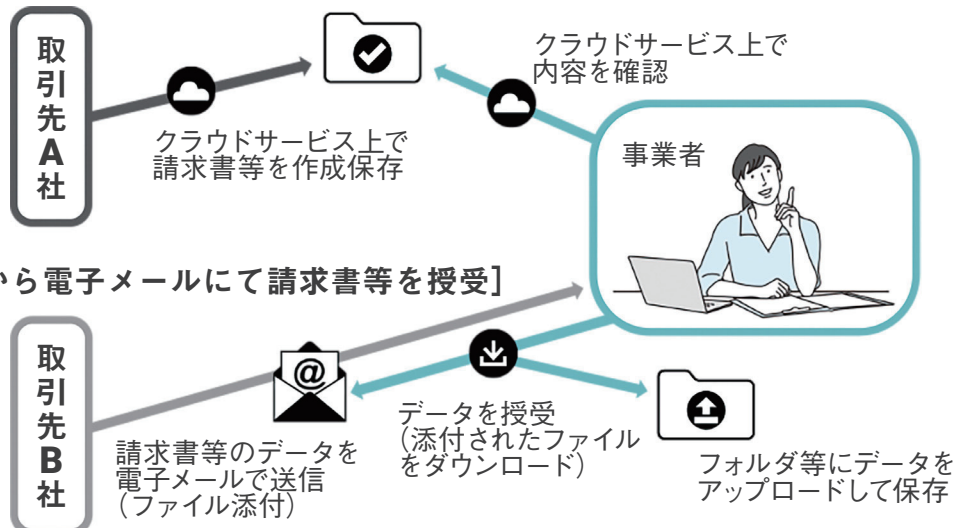 取引先A社
クラウドサービス上で
請求書等を作成保存
クラウドサービス上で
内容を確認
事業者
から電子メールにて請求書等を授受]
取引先B社
@
請求書等のデータを
電子メールで送信
（ファイル添付）
データを授受
（添付されたファイル
をダウンロード）
フォルダ等にデータを
アップロードして保存